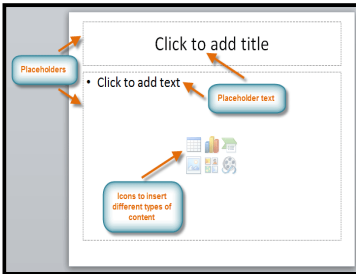 Click to add title
Placeholders
• Click to add text
Placeholder text
Icons to insert
different types of
content